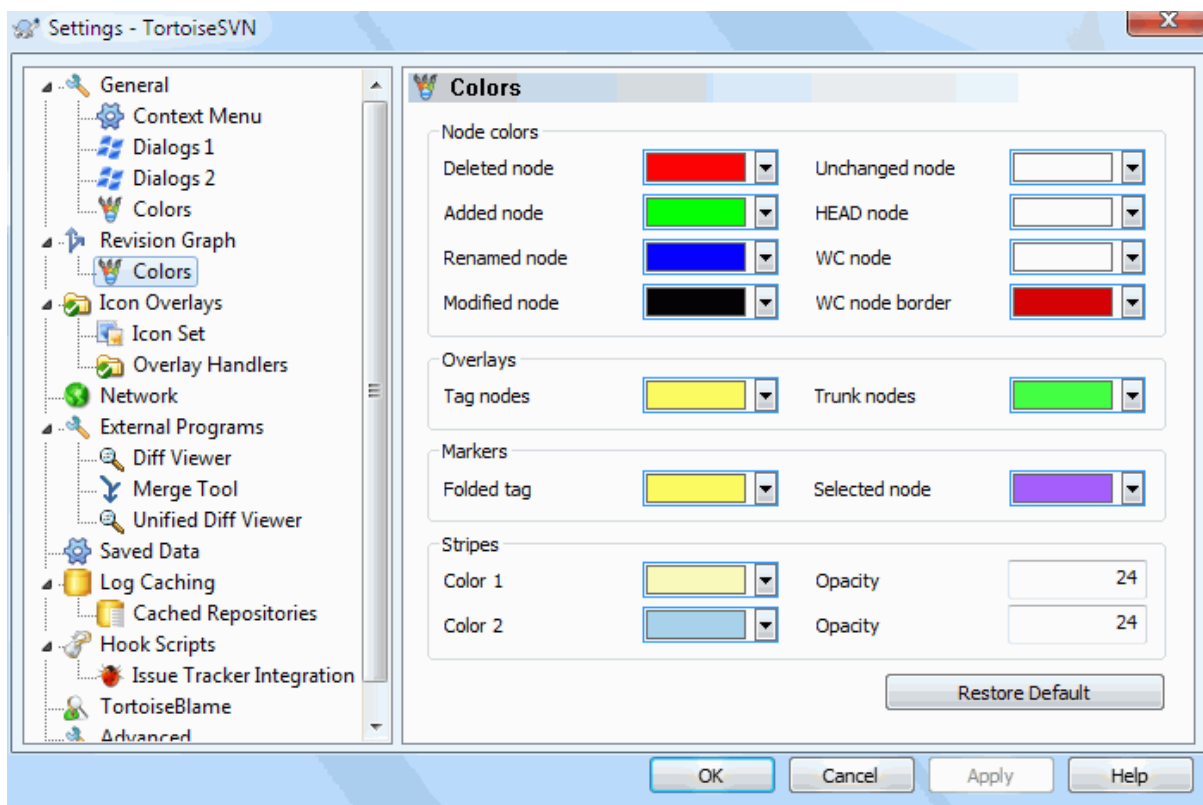 Settings - TortoiseSVN
X
General
Context Menu
Dialogs 1
Dialogs 2
Colors
Revision Graph
Colors
Icon Overlays
Icon Set
Overlay Handlers
Network
External Programs
Diff Viewer
Merge Tool
Unified Diff Viewer
Saved Data
Log Caching
Cached Repositories
Hook Scripts
Issue Tracker Integration
TortoiseBlame
Advanced
Colors
Node colors
Deleted node Unchanged node
Added node HEAD node
Renamed node WC node
Modified node WC node border
Overlays
Tag nodes Trunk nodes
Markers
Folded tag Selected node
Stripes
Color 1 Opacity 24
Color 2 Opacity 24
Restore Default
OK Cancel Apply Help